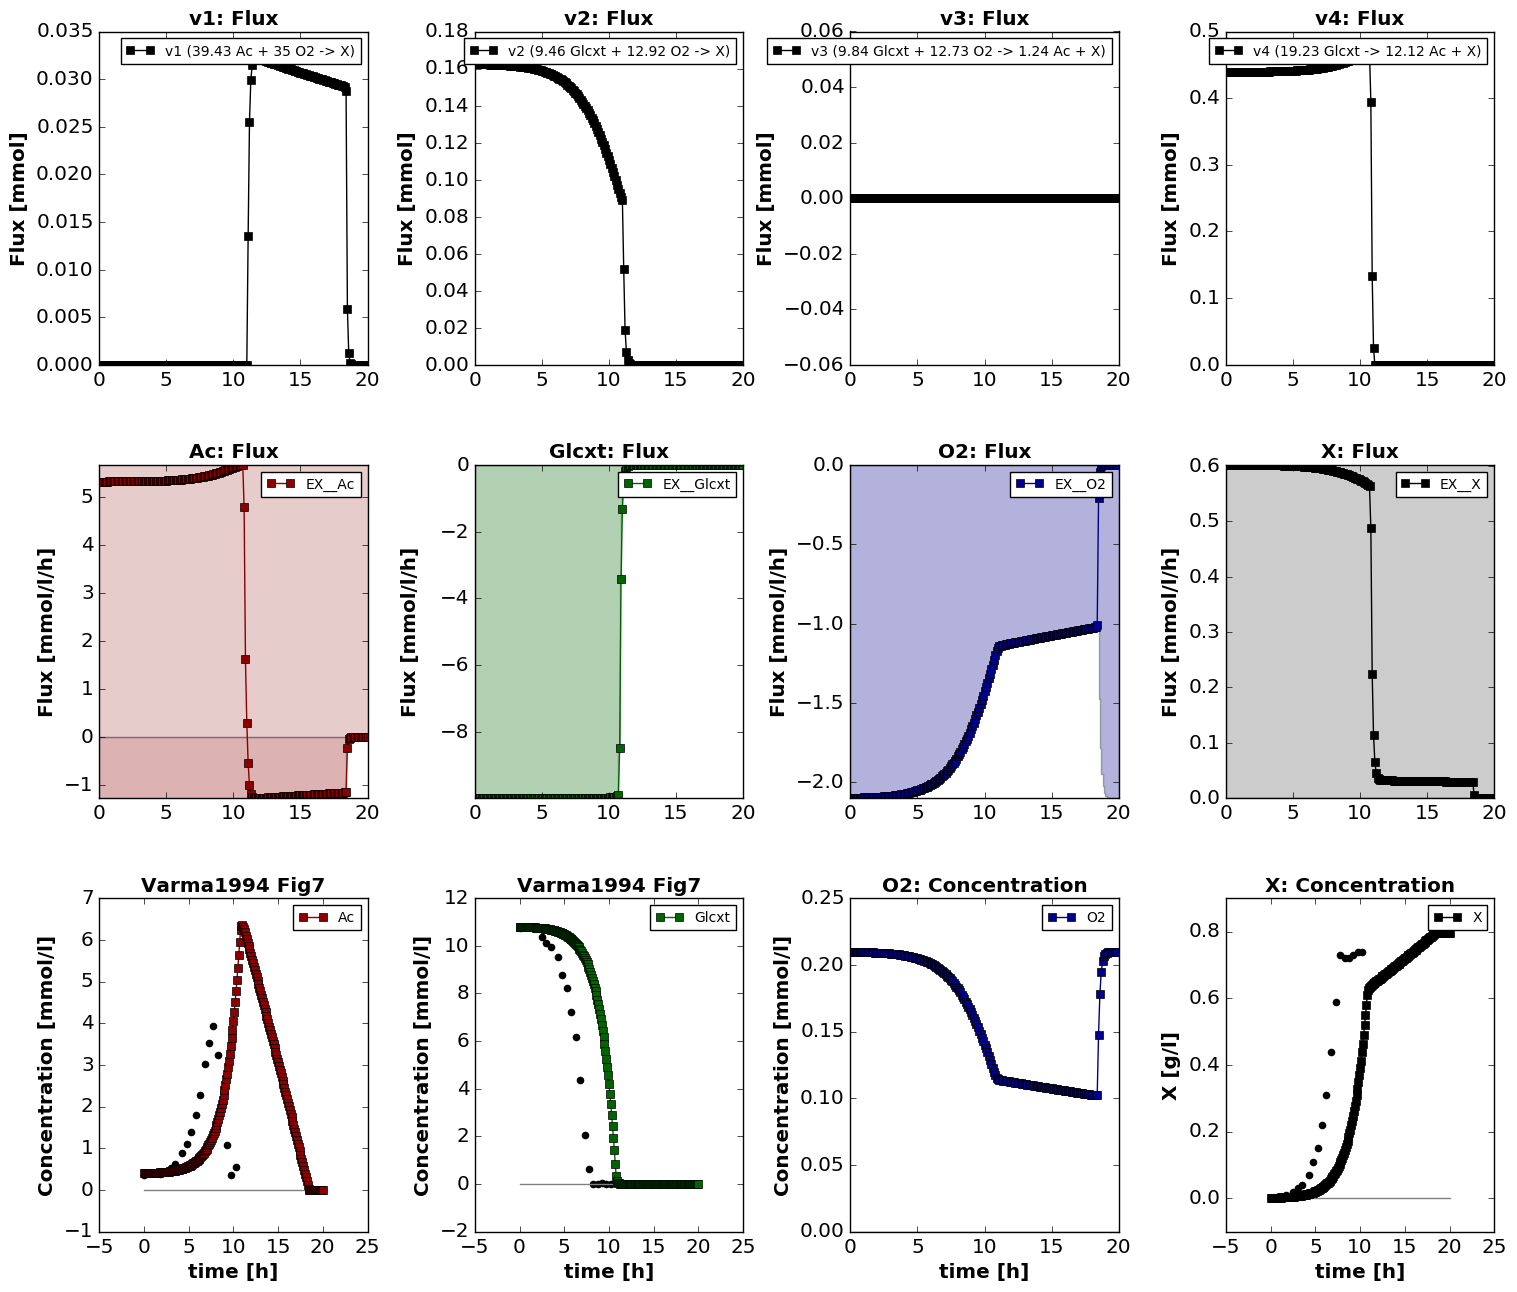 v1: Flux
v2: Flux
v3: Flux
v4: Flux
v1 (39.43 Ac + 35 O2 -> X)
v2 (9.46 Glcxt + 12.92 O2 -> X)
v3 (9.84 Glcxt + 12.73 O2 -> 1.24 Ac + X)
v4 (19.23 Glcxt -> 12.12 Ac + X)
Flux [mmol]
0.035
0.030
0.025
0.020
0.015
0.010
0.005
0.000
0 5 10 15 20
Flux [mmol]
0.18
0.16
0.14
0.12
0.10
0.08
0.06
0.04
0.02
0.00
0 5 10 15 20
Flux [mmol]
0.06
0.04
0.02
0.00
−0.02
−0.04
−0.06
0 5 10 15 20
Flux [mmol]
0.5
0.4
0.3
0.2
0.1
0.0
0 5 10 15 20
Ac: Flux
Glcxt: Flux
O2: Flux
X: Flux
EX__Ac
EX__Glcxt
EX__O2
EX__X
Flux [mmol/l/h]
5
4
3
2
1
0
−1
0 5 10 15 20
Flux [mmol/l/h]
0
−2
−4
−6
−8
0 5 10 15 20
Flux [mmol/l/h]
0.0
−0.5
−1.0
−1.5
−2.0
0 5 10 15 20
Flux [mmol/l/h]
0.6
0.5
0.4
0.3
0.2
0.1
0.0
0 5 10 15 20
Varma1994 Fig7
Varma1994 Fig7
O2: Concentration
X: Concentration
Ac
Glcxt
O2
X
Concentration [mmol/l]
7
6
5
4
3
2
1
0
−1
−5 0 5 10 15 20 25
time [h]
Concentration [mmol/l]
12
10
8
6
4
2
0
−2
−5 0 5 10 15 20 25
time [h]
Concentration [mmol/l]
0.25
0.20
0.15
0.10
0.05
0.00
0 5 10 15 20
time [h]
X [g/l]
0.8
0.6
0.4
0.2
0.0
−5 0 5 10 15 20 25
time [h]